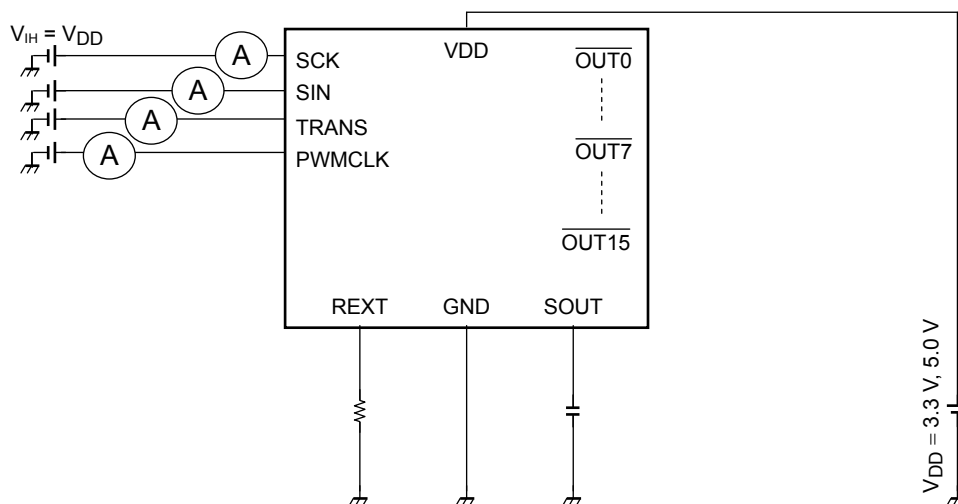 V_IH = V_DD
VDD
A
SCK
OUT0
A
SIN
A
TRANS
A
PWMCLK
OUT7
OUT15
REXT
GND
SOUT
V_DD = 3.3 V, 5.0 V